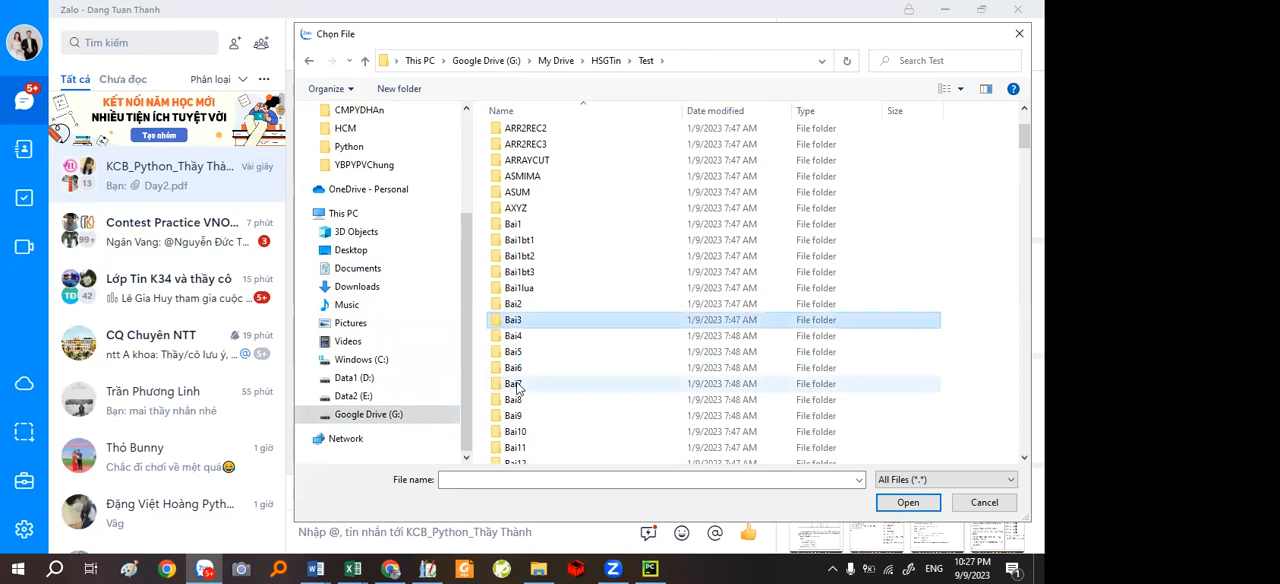 Zalo - Dang Tuan Thanh
Tìm kiếm
Tất cả Chưa đọc Phân loại
KẾT NỐI NĂM HỌC MỚI
NHIỀU TIỆN ÍCH TUYỆT VỜI
Tạo nhóm
5+
KCB_Python_Thầy Thà... Vài giây
13 Bạn: Day2.pdf
Contest Practice VNO... 7 phút
99+ Ngân Vang: @Nguyễn Đức T... 3
Lớp Tin K34 và thầy cô 15 phút
TĐ 42 Lê Gia Huy tham gia cuộc ... 5+
CQ Chuyên NTT 19 phút
ntt A khoa: Thầy/cô lưu ý, ... @ 5+
Trần Phương Linh 55 phút
Bạn: mai thầy nhắn nhé
Thỏ Bunny 1 giờ
Chắc đi chơi về mệt quá
Đặng Việt Hoàng Pyth... 1 giờ
Vâg
Zalo Chọn File
This PC > Google Drive (G:) > My Drive > HSGTin > Test >
Search Test
Organize New folder
CMPYDHAn
HCM
Python
YBPYPVChung
OneDrive - Personal
This PC
3D Objects
Desktop
Documents
Downloads
Music
Pictures
Videos
Windows (C:)
Data1 (D:)
Data2 (E:)
Google Drive (G:)
Network
Name Date modified Type Size
ARR2REC2 1/9/2023 7:47 AM File folder
ARR2REC3 1/9/2023 7:47 AM File folder
ARRAYCUT 1/9/2023 7:47 AM File folder
ASMIMA 1/9/2023 7:47 AM File folder
ASUM 1/9/2023 7:47 AM File folder
AXYZ 1/9/2023 7:47 AM File folder
Bai1 1/9/2023 7:47 AM File folder
Bai1bt1 1/9/2023 7:47 AM File folder
Bai1bt2 1/9/2023 7:47 AM File folder
Bai1bt3 1/9/2023 7:47 AM File folder
Bai1lua 1/9/2023 7:47 AM File folder
Bai2 1/9/2023 7:47 AM File folder
Bai3 1/9/2023 7:47 AM File folder
Bai4 1/9/2023 7:48 AM File folder
Bai5 1/9/2023 7:48 AM File folder
Bai6 1/9/2023 7:48 AM File folder
Bai7 1/9/2023 7:48 AM File folder
Bai8 1/9/2023 7:48 AM File folder
Bai9 1/9/2023 7:48 AM File folder
Bai10 1/9/2023 7:48 AM File folder
Bai11 1/9/2023 7:48 AM File folder
Bai12
File name: All Files (*.*)
Open Cancel
Nhập @, tin nhắn tới KCB_Python_Thầy Thành
ENG 10:27 PM
9/9/2023